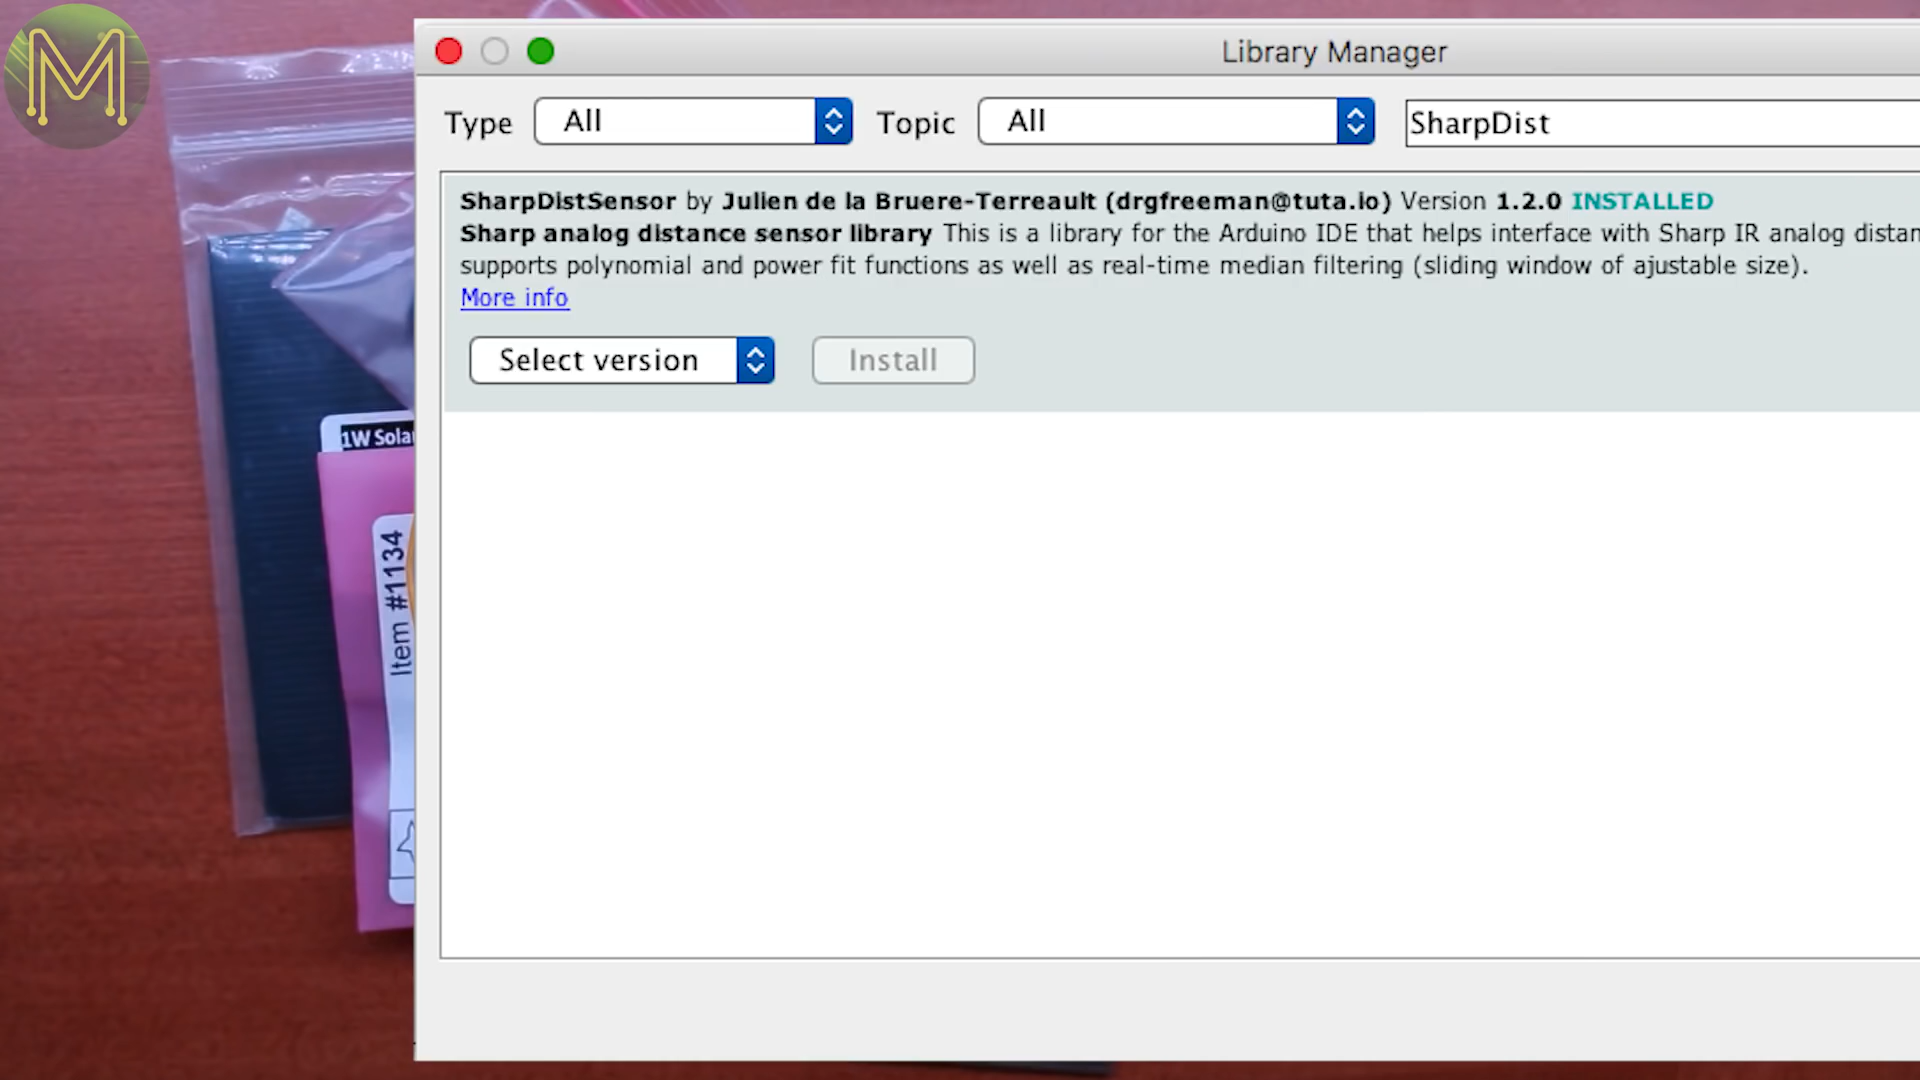 M
Library Manager
Type All Topic All SharpDist
SharpDistSensor by Julien de la Bruere-Terreault (drgfreeman@tuta.io) Version 1.2.0 INSTALLED
Sharp analog distance sensor library This is a library for the Arduino IDE that helps interface with Sharp IR analog
supports polynomial and power fit functions as well as real-time median filtering (sliding window of ajustable size).
More info
Select version Install
1W
Item #1134